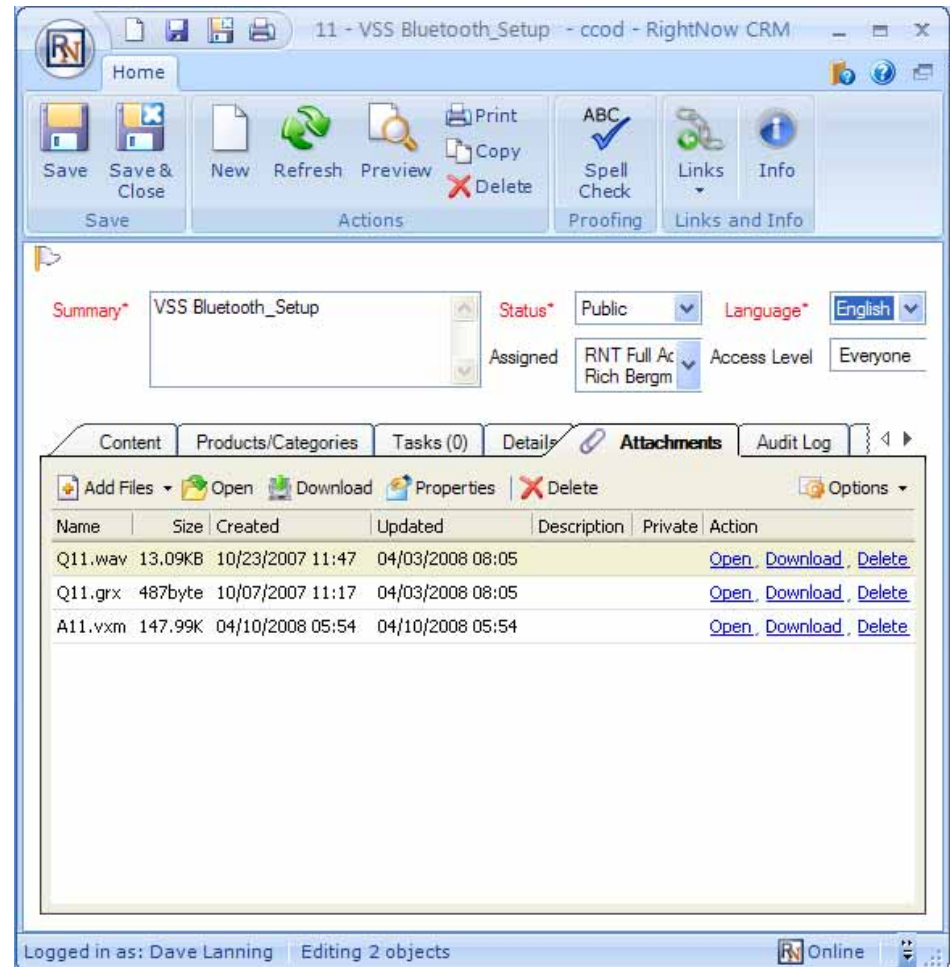 11 - VSS Bluetooth_Setup - ccod - RightNow CRM
RN
Home
Save
Save & Close
Save
New
Refresh
Preview
Print
Copy
Delete
Actions
ABC
Spell Check
Proofing
Links
Info
Links and Info
Summary* VSS Bluetooth_Setup
Status* Public
Language* English
Assigned RNT Full Ac
Rich Bergm
Access Level Everyone
Content Products/Categories Tasks (0) Details Attachments Audit Log
Add Files Open Download Properties Delete Options
Name Size Created Updated Description Private Action
Q11.wav 13.09KB 10/23/2007 11:47 04/03/2008 08:05 Open, Download, Delete
Q11.grx 487byte 10/07/2007 11:17 04/03/2008 08:05 Open, Download, Delete
A11.vxm 147.99K 04/10/2008 05:54 04/10/2008 05:54 Open, Download, Delete
Logged in as: Dave Lanning Editing 2 objects RN Online